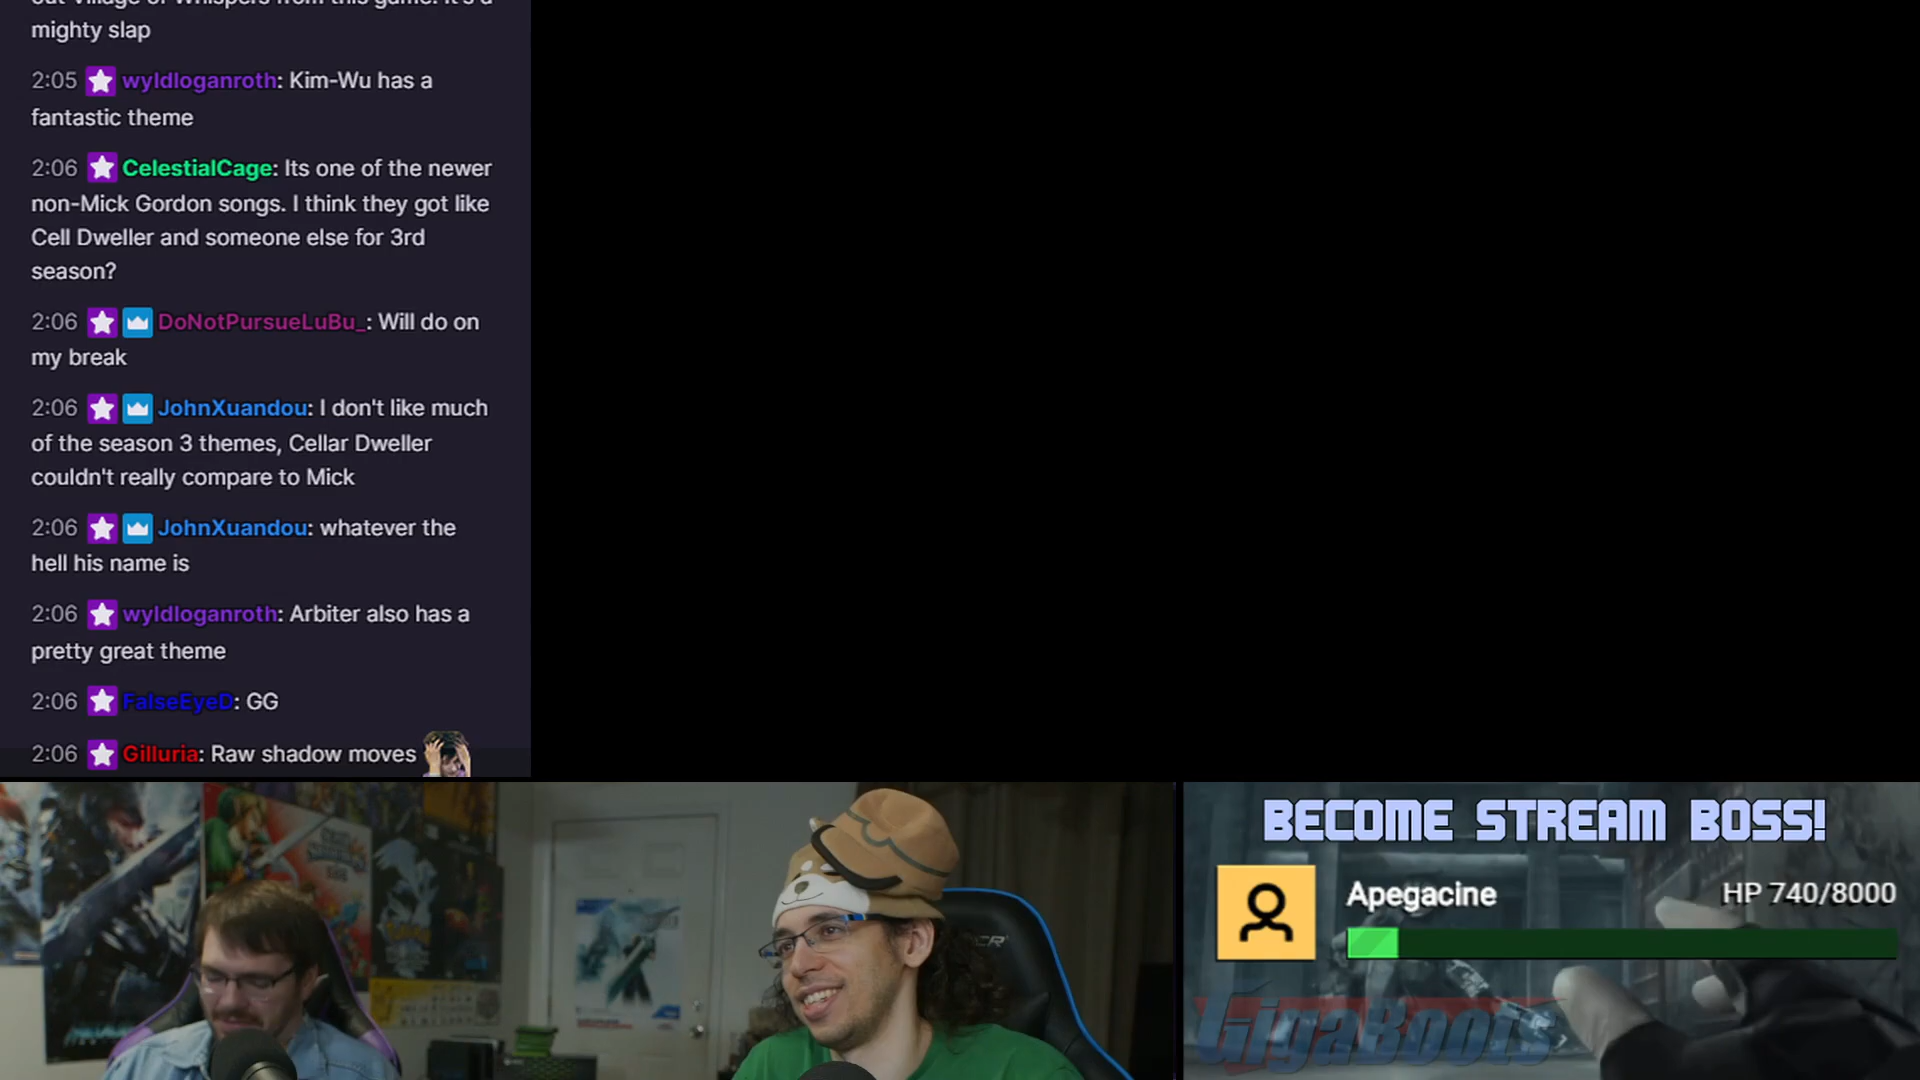 mighty slap
2:05 wyldloganroth: Kim-Wu has a
fantastic theme
2:06 CelestialCage: Its one of the newer
non-Mick Gordon songs. I think they got like
Cell Dweller and someone else for 3rd
season?
2:06 DoNotPursueLuBu_: Will do on
my break
2:06 JohnXuandou: I don't like much
of the season 3 themes, Cellar Dweller
couldn't really compare to Mick
2:06 JohnXuandou: whatever the
hell his name is
2:06 wyldloganroth: Arbiter also has a
pretty great theme
2:06 FalseEyeD: GG
2:06 Gilluria: Raw shadow moves
BECOME STREAM BOSS!
Apegacine
HP 740/8000
GigaBoots